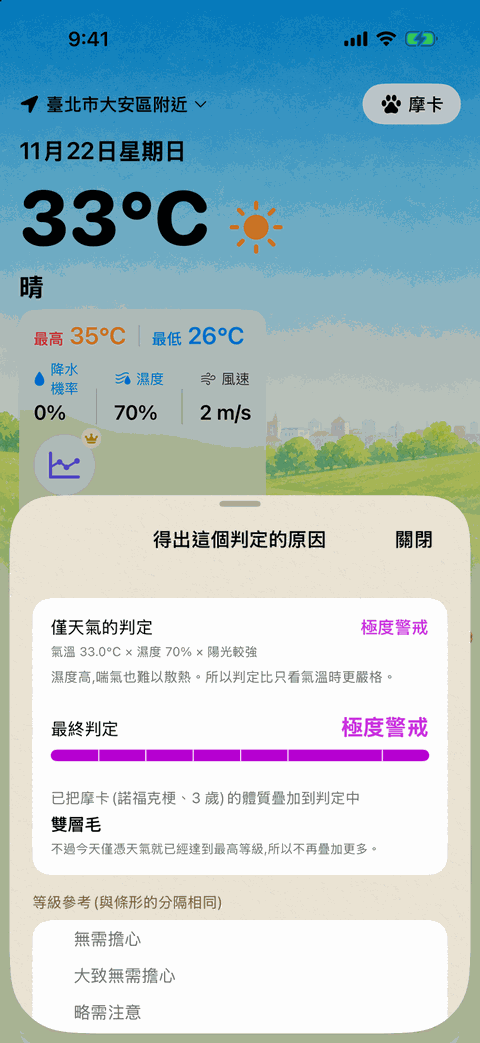 9:41
臺北市大安區附近
摩卡
11月22日星期日
33°C
晴
最高 35°C 最低 26°C
降水機率 濕度 風速
0% 70% 2 m/s
得出這個判定的原因 關閉
僅天氣的判定 極度警戒
氣溫 33.0°C × 濕度 70% × 陽光較強
濕度高,喘氣也難以散熱。所以判定比只看氣溫時更嚴格。
最終判定 極度警戒
已把摩卡(諾福克梗、3 歲)的體質疊加到判定中
雙層毛
不過今天僅憑天氣就已經達到最高等級,所以不再疊加更多。
等級參考(與條形的分隔相同)
無需擔心
大致無需擔心
略需注意